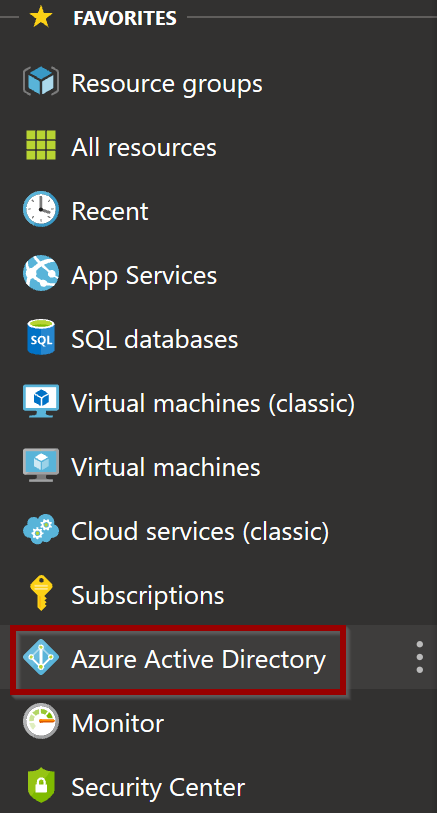 FAVORITES
Resource groups
All resources
Recent
App Services
SQL
SQL databases
Virtual machines (classic)
Virtual machines
Cloud services (classic)
Subscriptions
Azure Active Directory
Monitor
Security Center